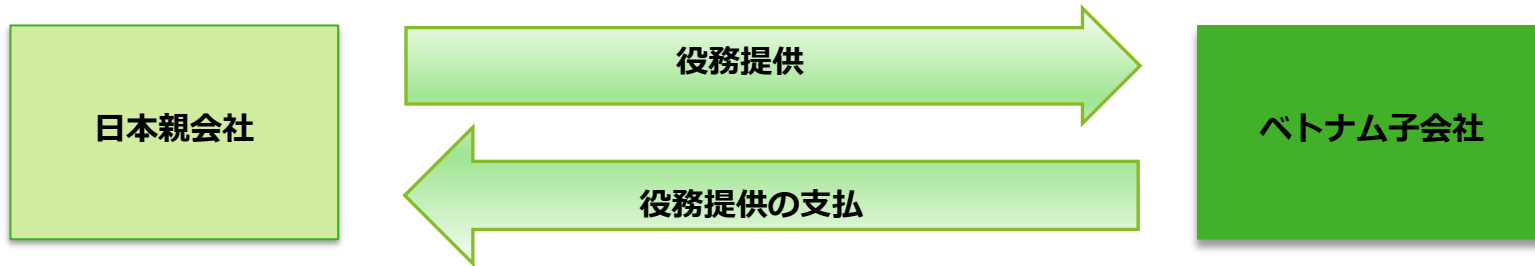 役務提供
日本親会社
ベトナム子会社
役務提供の支払